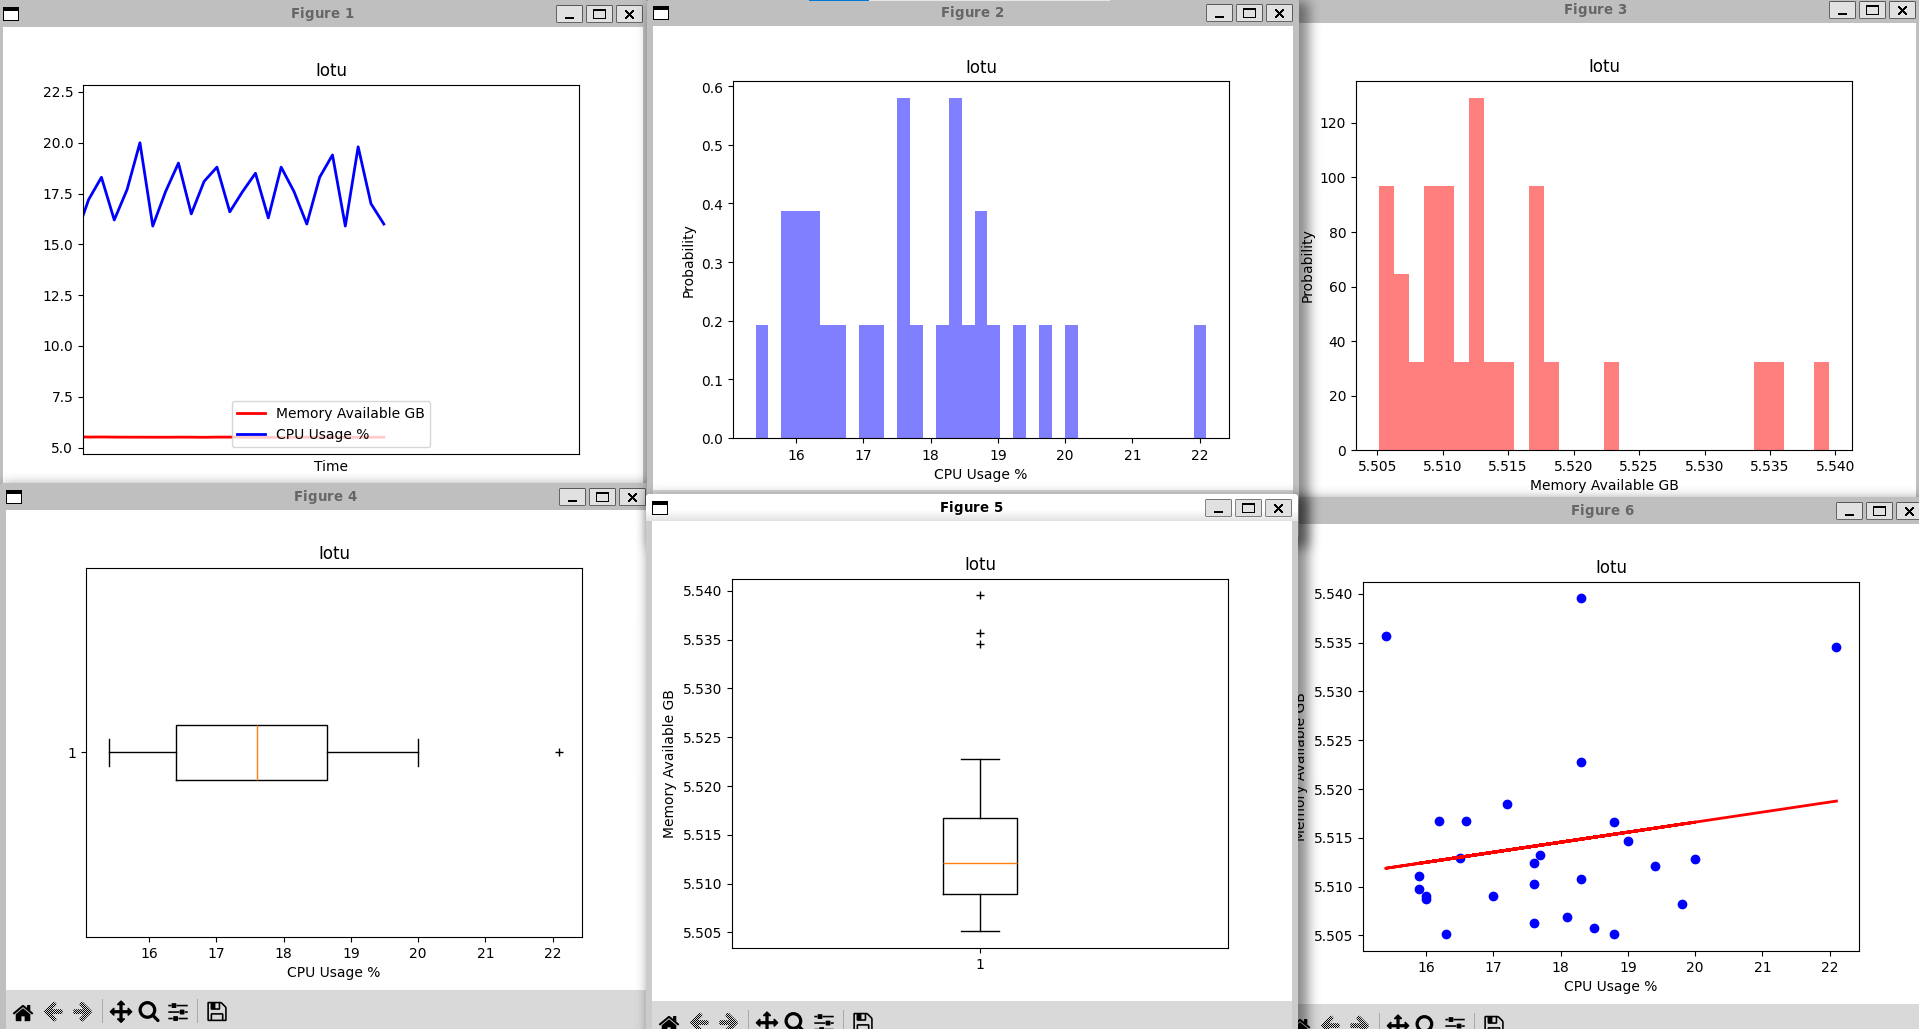 Figure 1
lotu
22.5
20.0
17.5
15.0
12.5
10.0
7.5
5.0
Memory Available GB
CPU Usage %
Time
Figure 2
lotu
0.6
0.5
0.4
0.3
0.2
0.1
0.0
Probability
16 17 18 19 20 21 22
CPU Usage %
Figure 3
lotu
120
100
80
60
40
20
0
Probability
5.505 5.510 5.515 5.520 5.525 5.530 5.535 5.540
Memory Available GB
Figure 4
lotu
1
16 17 18 19 20 21 22
CPU Usage %
Figure 5
lotu
5.540
5.535
5.530
5.525
5.520
5.515
5.510
5.505
Memory Available GB
1
Figure 6
lotu
5.540
5.535
5.530
5.525
5.520
5.515
5.510
5.505
Memory Available GB
16 17 18 19 20 21 22
CPU Usage %